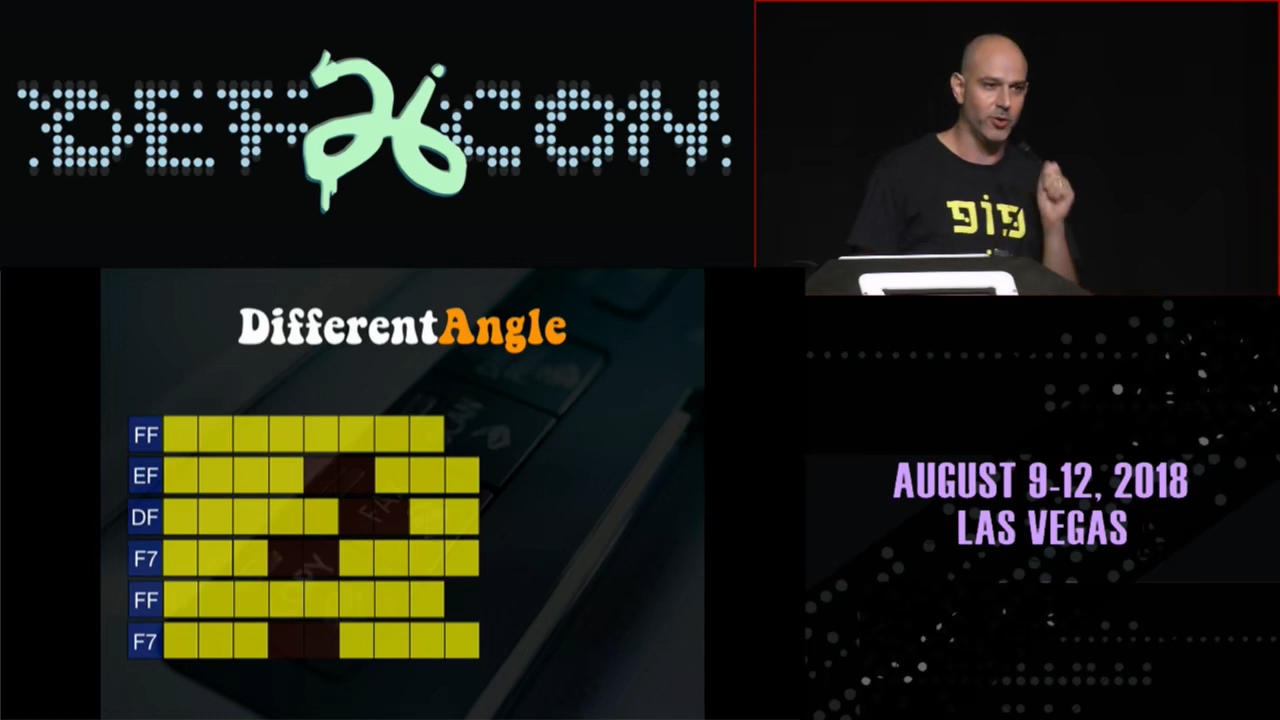 DEF CON
26
DifferentAngle
FF
EF
DF
F7
FF
F7
AUGUST 9-12, 2018
LAS VEGAS